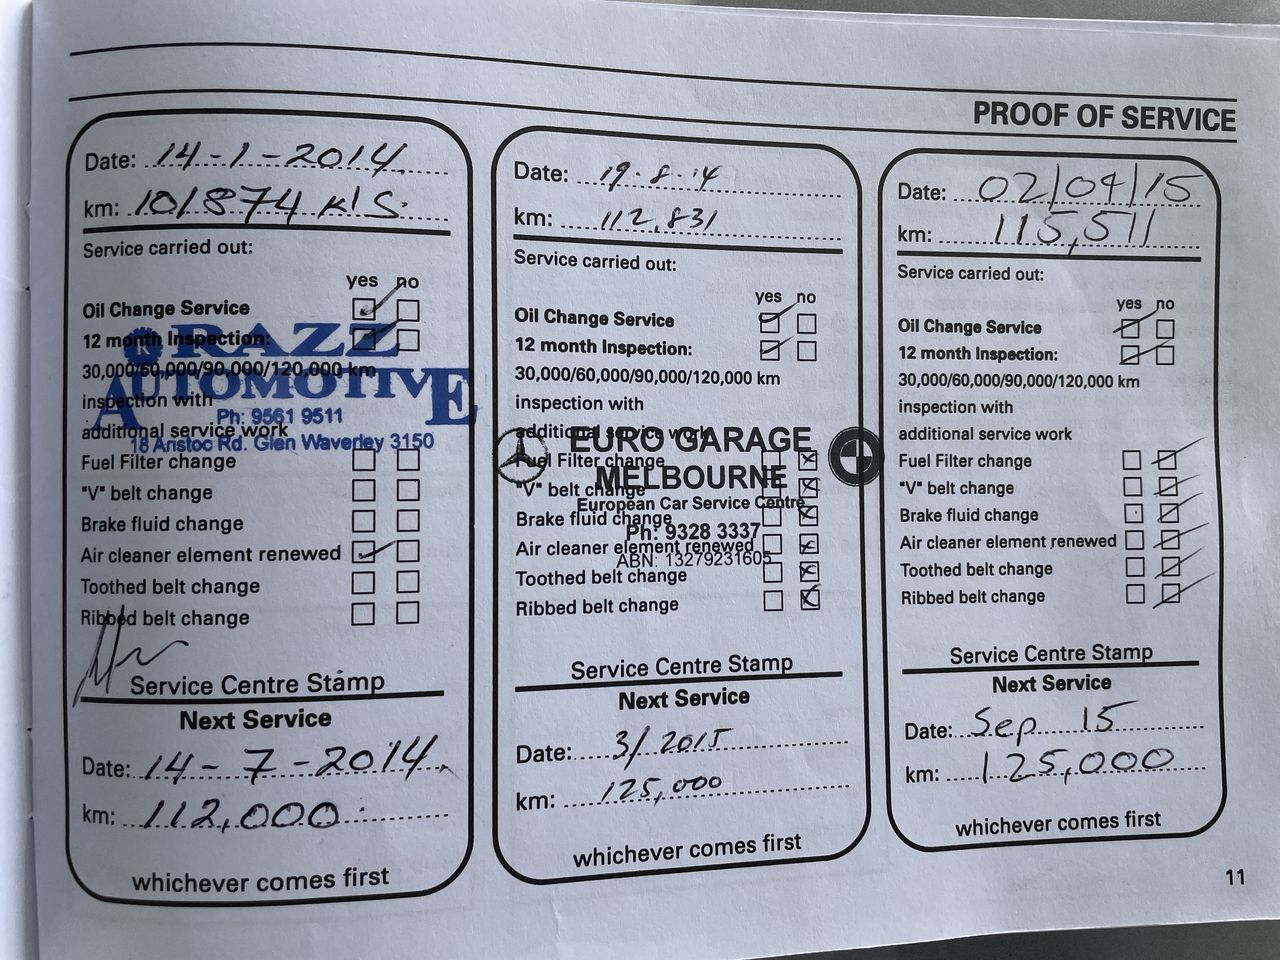 PROOF OF SERVICE
Date: 14-1-2014
km: 101874 KLS.
Service carried out:
yes no
Oil Change Service
12 month Inspection:
30,000/60,000/90,000/120,000 km
inspection with
additional service work
RAZZ
AUTOMOTIVE
Ph: 9561 9511
18 Aristoc Rd. Glen Waverley 3150
Fuel Filter change
"V" belt change
Brake fluid change
Air cleaner element renewed
Toothed belt change
Ribbed belt change
Service Centre Stamp
Next Service
Date: 14-7-2014
km: 112,000
whichever comes first
Date: 19.8.14
km: 112,831
Service carried out:
yes no
Oil Change Service
12 month Inspection:
30,000/60,000/90,000/120,000 km
inspection with
additional service work
Fuel Filter change
"V" belt change
Brake fluid change
Air cleaner element renewed
Toothed belt change
Ribbed belt change
EURO GARAGE
MELBOURNE
European Car Service Centre
Ph: 9328 3337
ABN: 13279231605
Service Centre Stamp
Next Service
Date: 3/2015
km: 125,000
whichever comes first
Date: 02/04/15
km: 115,511
Service carried out:
yes no
Oil Change Service
12 month Inspection:
30,000/60,000/90,000/120,000 km
inspection with
additional service work
Fuel Filter change
"V" belt change
Brake fluid change
Air cleaner element renewed
Toothed belt change
Ribbed belt change
Service Centre Stamp
Next Service
Date: Sep 15
km: 125,000
whichever comes first
11